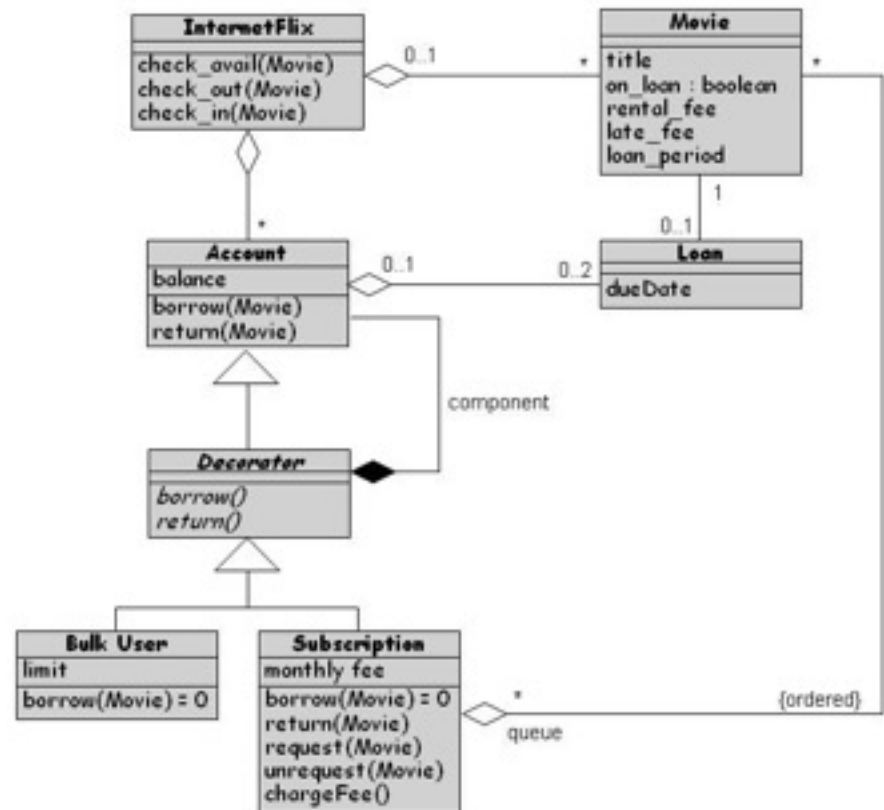 InternetFlix
check_avail(Movie)
check_out(Movie)
check_in(Movie)
0..1
*
Movie
title
on_loan : boolean
rental_fee
late_fee
loan_period
*
1
0..1
*
Account
balance
borrow(Movie)
return(Movie)
0..1
0..2
Loan
dueDate
component
Decorator
borrow()
return()
Bulk User
limit
borrow(Movie) = 0
Subscription
monthly fee
borrow(Movie) = 0
return(Movie)
request(Movie)
unrequest(Movie)
chargeFee()
*
queue
{ordered}